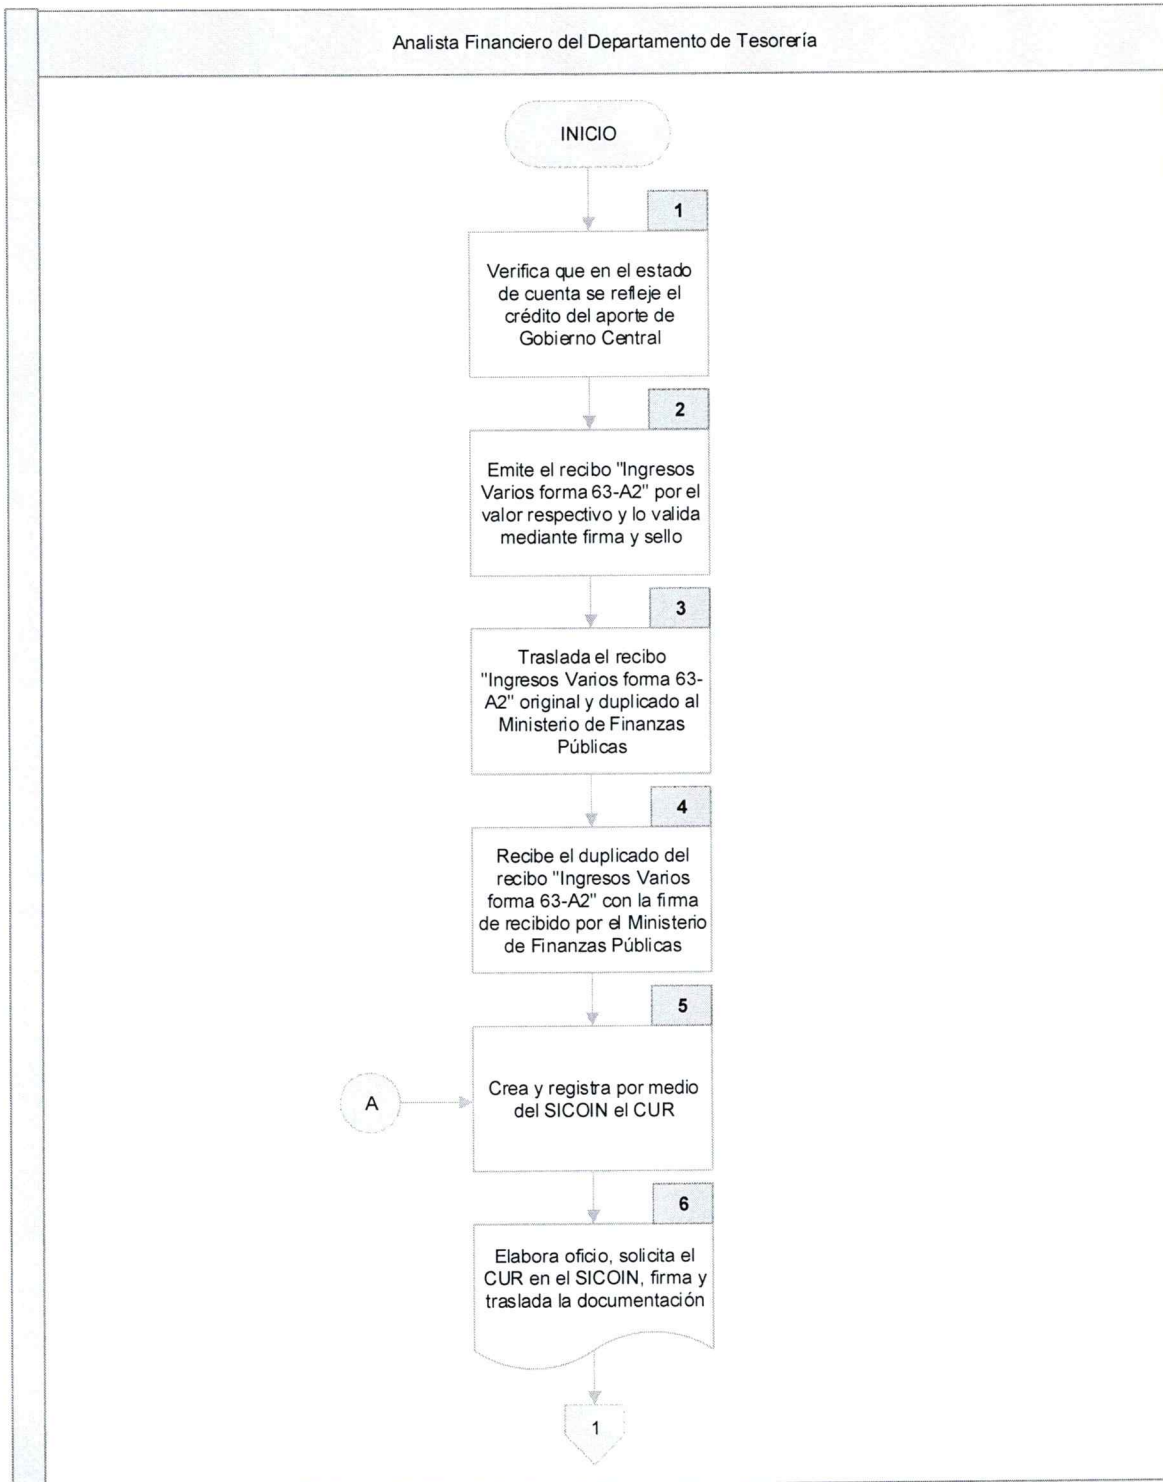 Analista Financiero del Departamento de Tesorería
INICIO
1
Verifica que en el estado
de cuenta se refleje el
crédito del aporte de
Gobierno Central
2
Emite el recibo "Ingresos
Varios forma 63-A2" por el
valor respectivo y lo valida
mediante firma y sello
3
Traslada el recibo
"Ingresos Varios forma 63-
A2" original y duplicado al
Ministerio de Finanzas
Públicas
4
Recibe el duplicado del
recibo "Ingresos Varios
forma 63-A2" con la firma
de recibido por el Ministerio
de Finanzas Públicas
5
A
Crea y registra por medio
del SICOIN el CUR
6
Elabora oficio, solicita el
CUR en el SICOIN, firma y
traslada la documentación
1